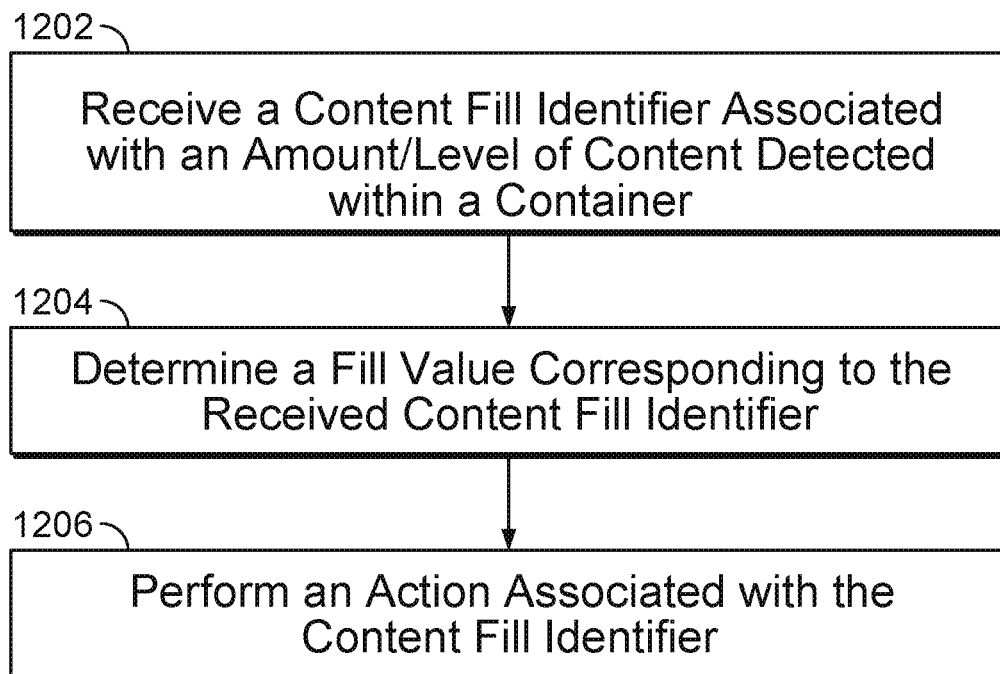 1202
Receive a Content Fill Identifier Associated
with an Amount/Level of Content Detected
within a Container
1204
Determine a Fill Value Corresponding to the
Received Content Fill Identifier
1206
Perform an Action Associated with the
Content Fill Identifier